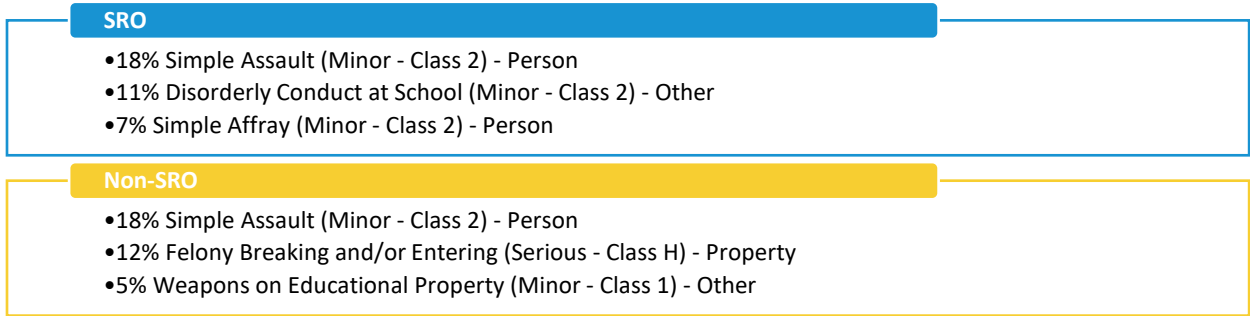 SRO
•18% Simple Assault (Minor - Class 2) - Person
•11% Disorderly Conduct at School (Minor - Class 2) - Other
•7% Simple Affray (Minor - Class 2) - Person
Non-SRO
•18% Simple Assault (Minor - Class 2) - Person
•12% Felony Breaking and/or Entering (Serious - Class H) - Property
•5% Weapons on Educational Property (Minor - Class 1) - Other